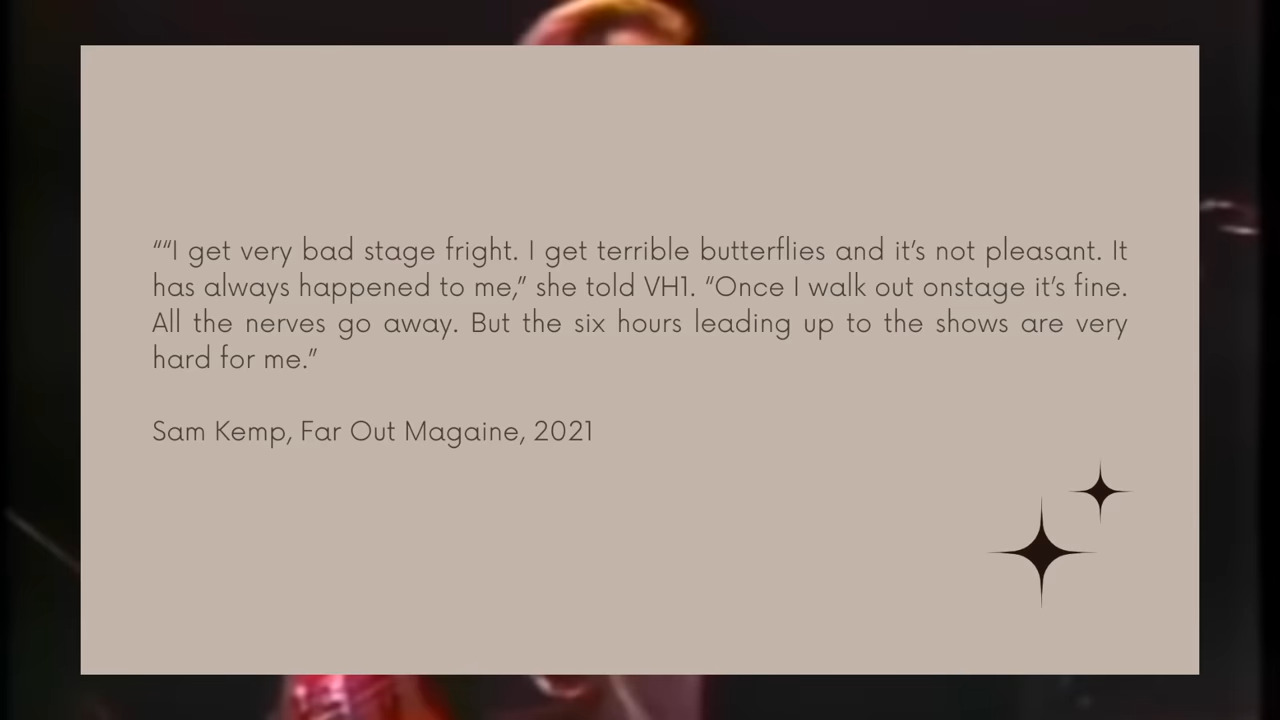 ““I get very bad stage fright. I get terrible butterflies and it’s not pleasant. It
has always happened to me,” she told VH1. “Once I walk out onstage it’s fine.
All the nerves go away. But the six hours leading up to the shows are very
hard for me.”
Sam Kemp, Far Out Magaine, 2021